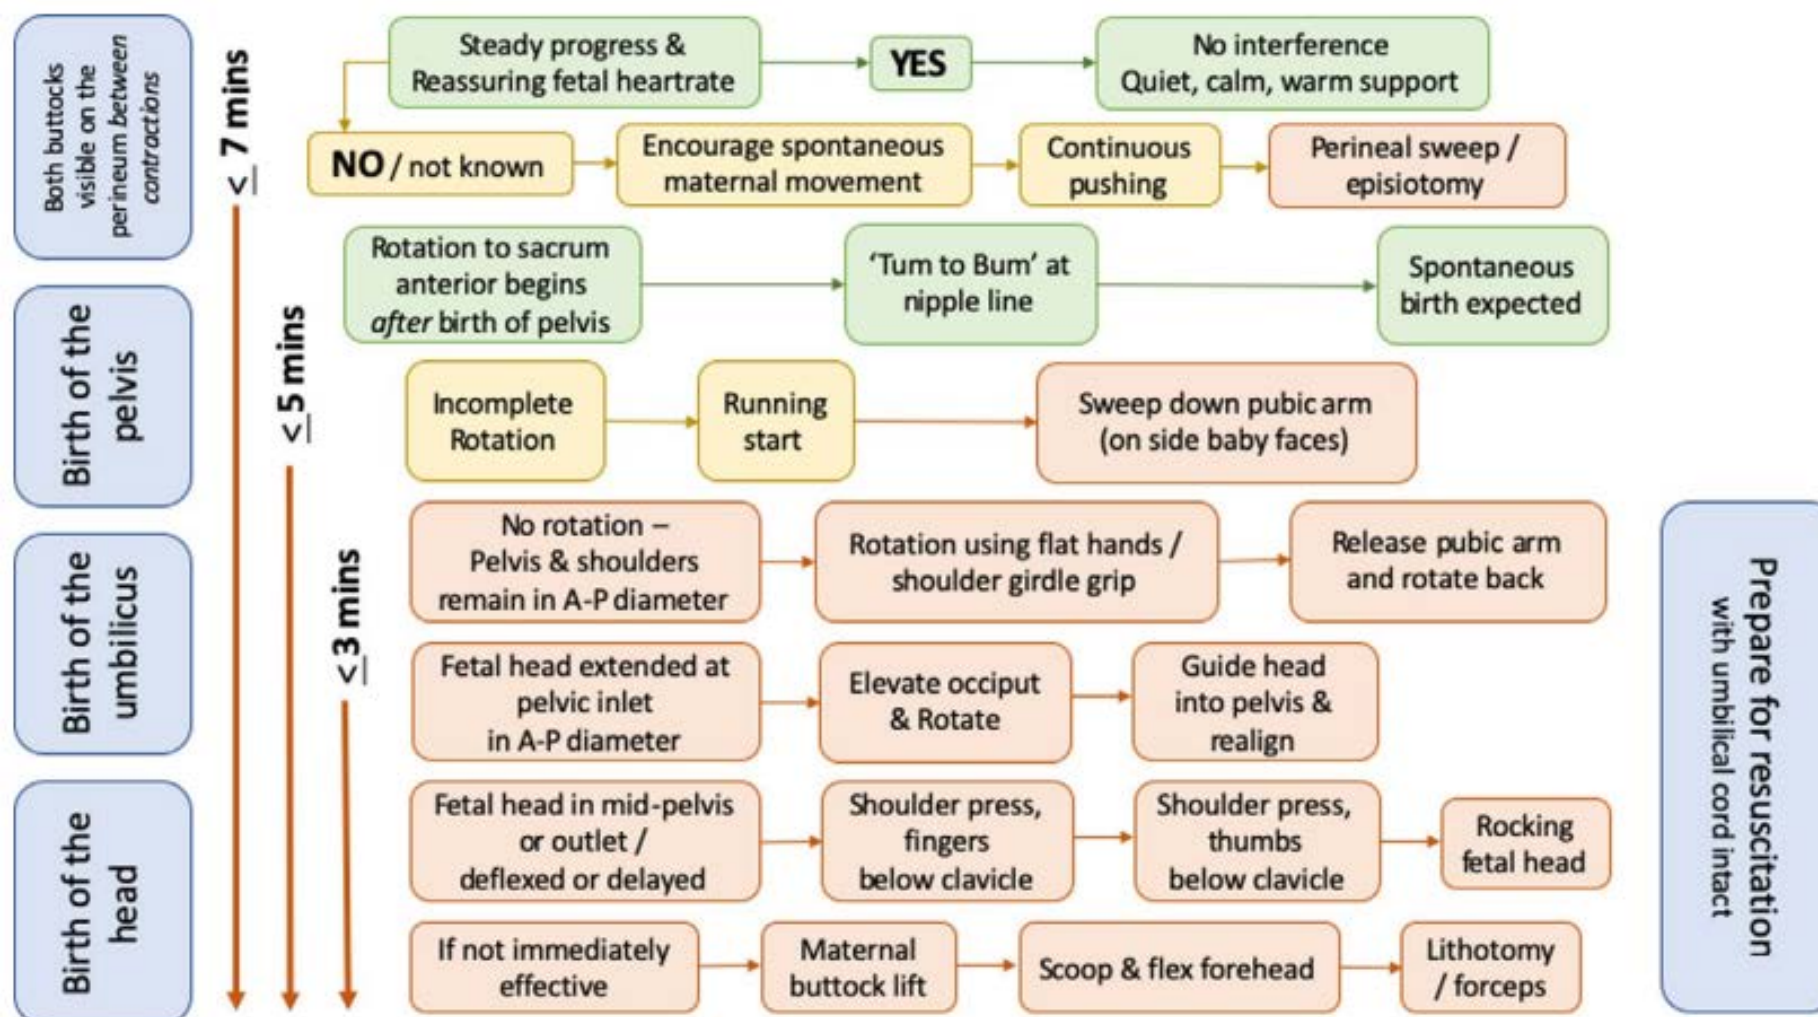 Both buttocks
visible on the
perineum between
contractions
≤ 7 mins
Steady progress &
Reassuring fetal heartrate
YES
No interference
Quiet, calm, warm support
NO / not known
Encourage spontaneous
maternal movement
Continuous
pushing
Perineal sweep /
episiotomy
Birth of the
pelvis
≤ 5 mins
Rotation to sacrum
anterior begins
after birth of pelvis
‘Tum to Bum’ at
nipple line
Spontaneous
birth expected
Incomplete
Rotation
Running
start
Sweep down pubic arm
(on side baby faces)
Birth of the
umbilicus
≤ 3 mins
No rotation –
Pelvis & shoulders
remain in A-P diameter
Rotation using flat hands /
shoulder girdle grip
Release pubic arm
and rotate back
Fetal head extended at
pelvic inlet
in A-P diameter
Elevate occiput
& Rotate
Guide head
into pelvis &
realign
Birth of the
head
Fetal head in mid-pelvis
or outlet /
deflexed or delayed
Shoulder press,
fingers
below clavicle
Shoulder press,
thumbs
below clavicle
Rocking
fetal head
If not immediately
effective
Maternal
buttock lift
Scoop & flex forehead
Lithotomy
/ forceps
Prepare for resuscitation
with umbilical cord intact